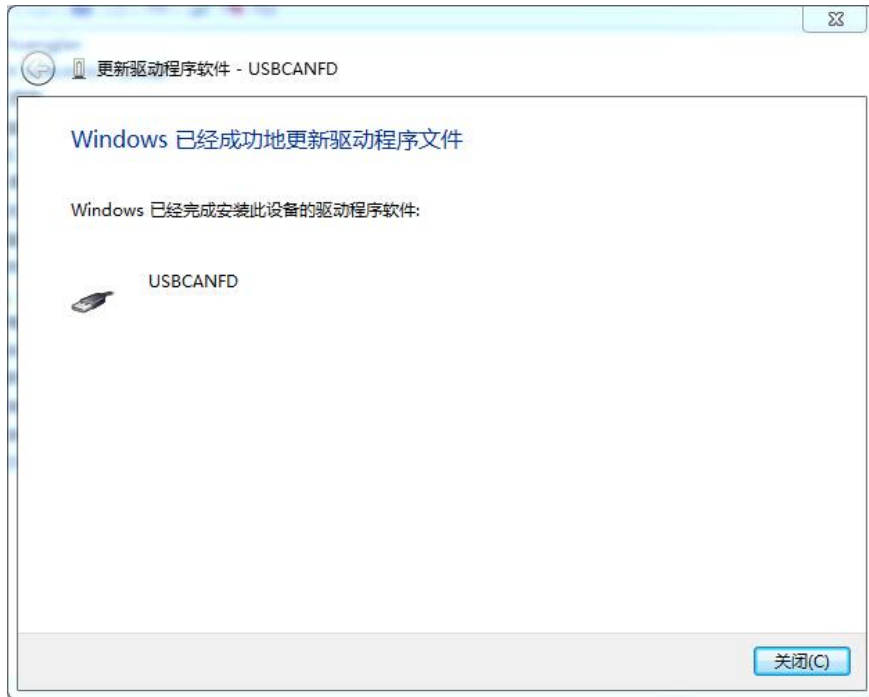 更新驱动程序软件 - USBCANFD
Windows 已经成功地更新驱动程序文件
Windows 已经完成安装此设备的驱动程序软件:
USBCANFD
关闭(C)